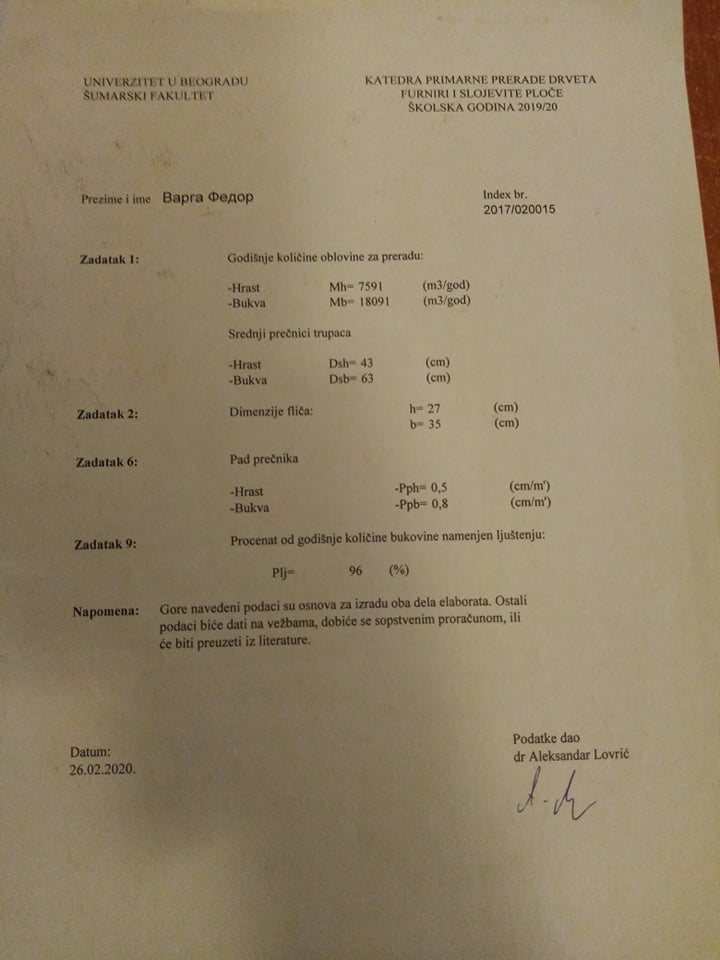 UNIVERZITET U BEOGRADU
ŠUMARSKI FAKULTET
KATEDRA PRIMARNE PRERADE DRVETA
FURNIRI I SLOJEVITE PLOČE
ŠKOLSKA GODINA 2019/20
Prezime i ime Варга Федор
Index br.
2017/020015
Zadatak 1: Godišnje količine oblovine za preradu:
-Hrast Mh= 7591 (m3/god)
-Bukva Mb= 18091 (m3/god)
Srednji prečnici trupaca
-Hrast Dsh= 43 (cm)
-Bukva Dsb= 63 (cm)
Zadatak 2: Dimenzije fliča: h= 27 (cm)
b= 35 (cm)
Zadatak 6: Pad prečnika
-Hrast -Pph= 0,5 (cm/m')
-Bukva -Ppb= 0,8 (cm/m')
Zadatak 9: Procenat od godišnje količine bukovine namenjen ljuštenju:
Plj= 96 (%)
Napomena: Gore navedeni podaci su osnova za izradu oba dela elaborata. Ostali
podaci biće dati na vežbama, dobiće se sopstvenim proračunom, ili
će biti preuzeti iz literature.
Datum:
26.02.2020.
Podatke dao
dr Aleksandar Lovrić